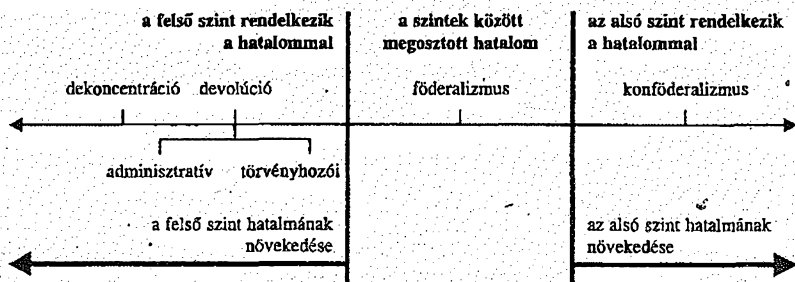 a felső szint rendelkezik
a hatalommal
a szintek között
megosztott hatalom
az alsó szint rendelkezik
a hatalommal
dekoncentráció
devolúció
föderalizmus
konföderalizmus
adminisztratív
törvényhozói
a felső szint hatalmának
növekedése
az alsó szint hatalmának
növekedése